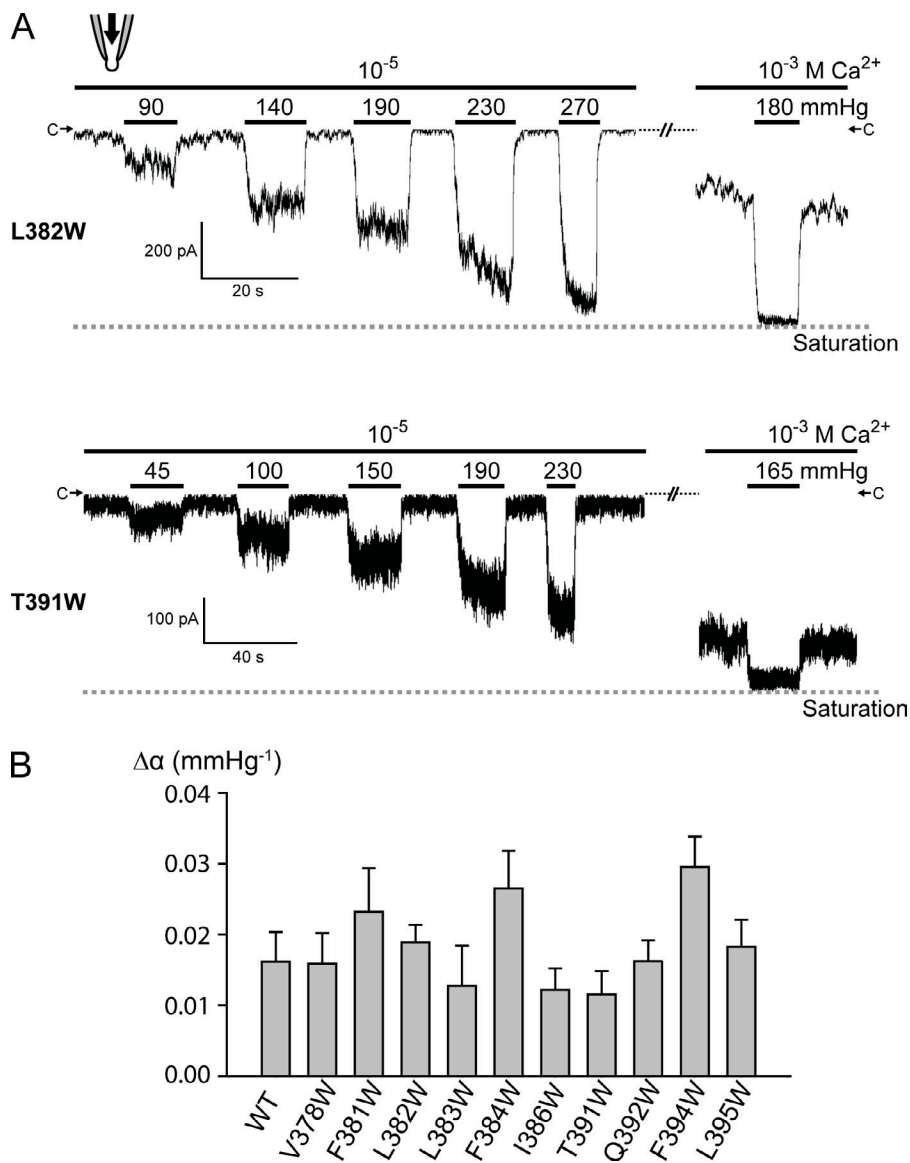 A
10⁻⁵
10⁻³ M Ca²⁺
90 140 190 230 270 180 mmHg
C C
L382W
200 pA
20 s
Saturation
10⁻⁵
10⁻³ M Ca²⁺
45 100 150 190 230 165 mmHg
C C
T391W
100 pA
40 s
Saturation
B
Δα (mmHg⁻¹)
0.04
0.03
0.02
0.01
0.00
WT V378W F381W L382W L383W F384W I386W T391W Q392W F394W L395W